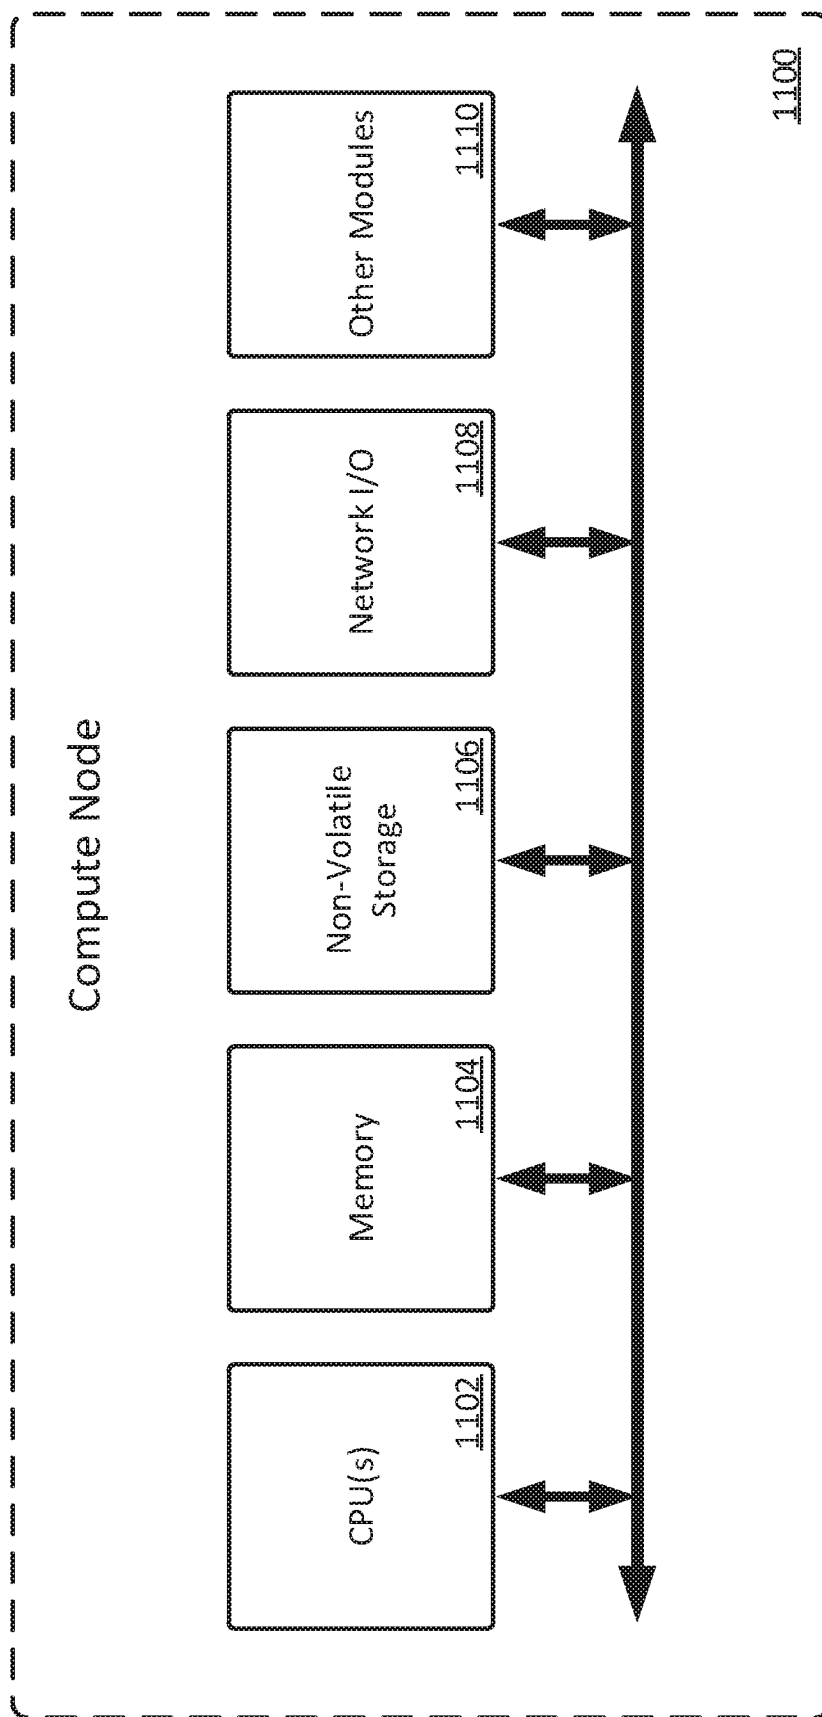 Compute Node
CPU(s)
1102
Memory
1104
Non-Volatile
Storage
1106
Network I/O
1108
Other Modules
1110
1100